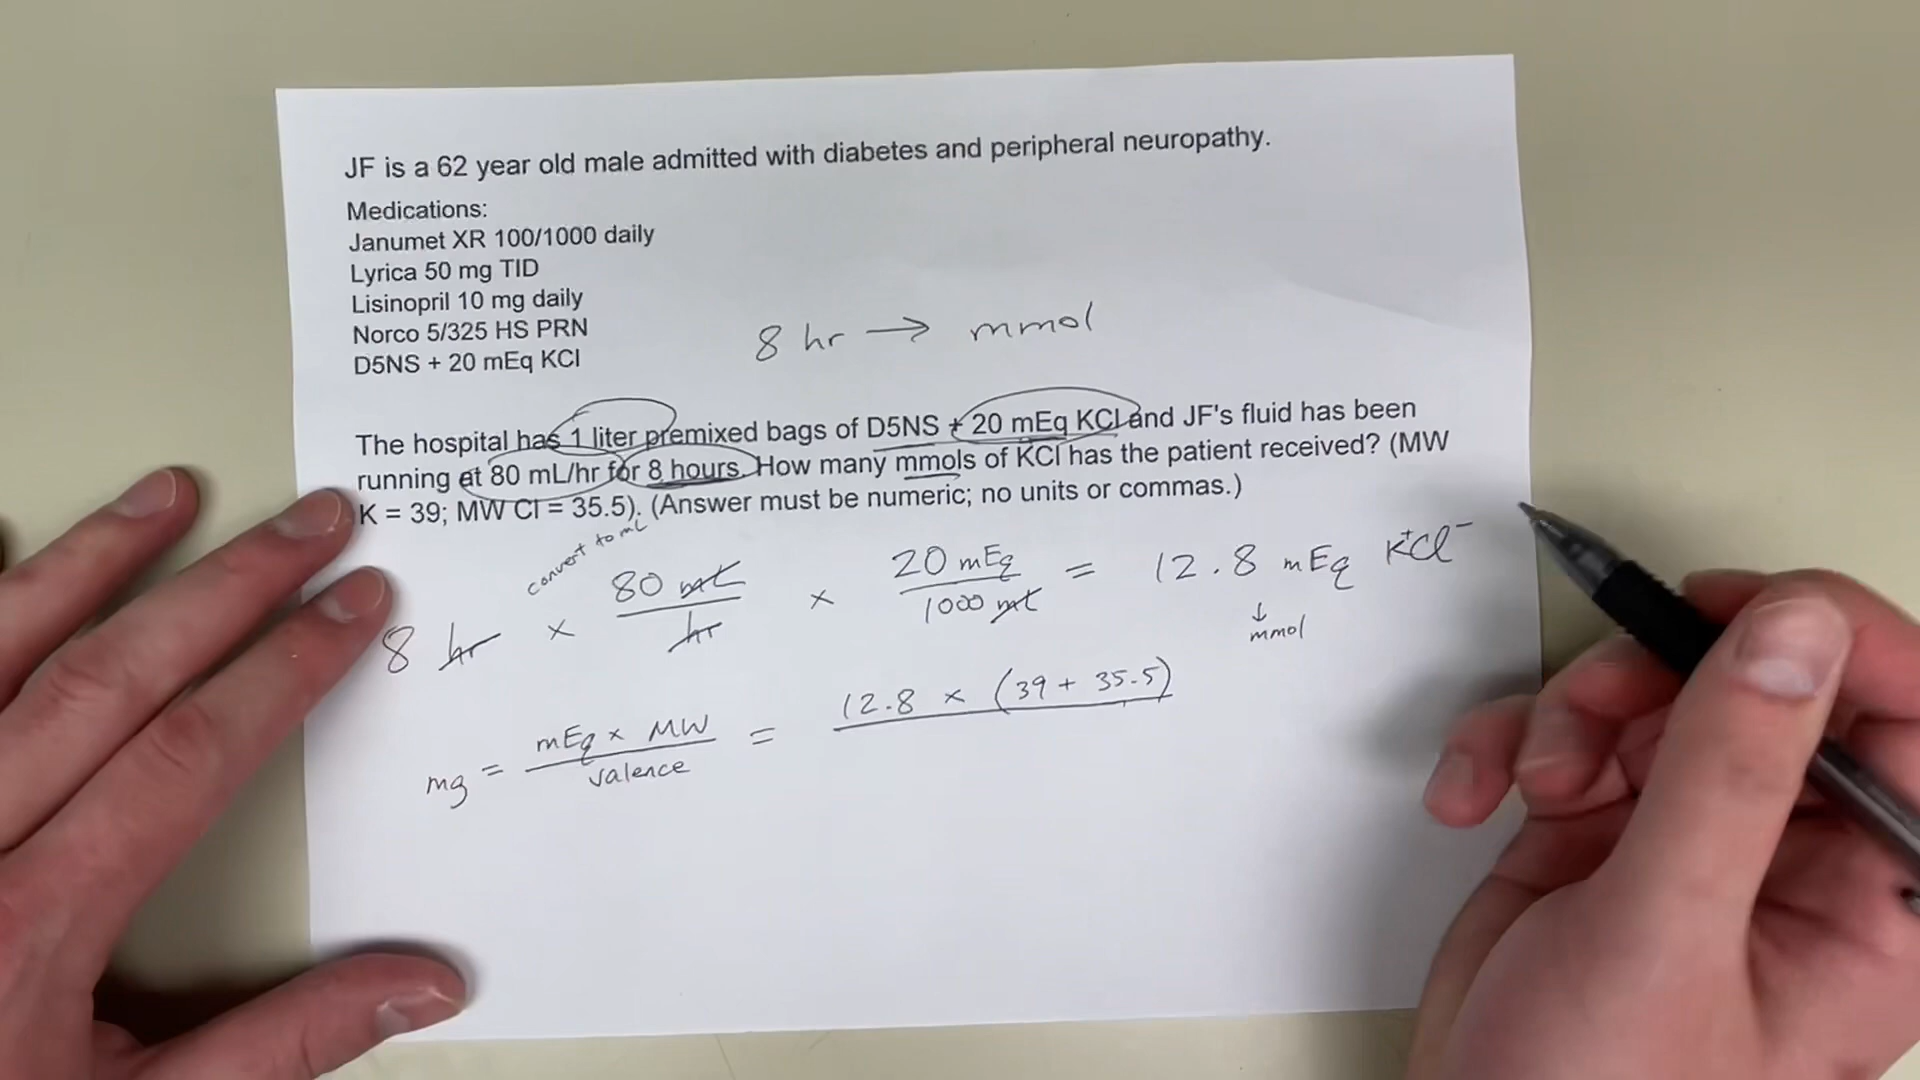 JF is a 62 year old male admitted with diabetes and peripheral neuropathy.
Medications:
Janumet XR 100/1000 daily
Lyrica 50 mg TID
Lisinopril 10 mg daily
Norco 5/325 HS PRN
D5NS + 20 mEq KCl
8 hr → mmol
The hospital has 1 liter premixed bags of D5NS + 20 mEq KCl and JF's fluid has been
running at 80 mL/hr for 8 hours. How many mmols of KCl has the patient received? (MW
K = 39; MW Cl = 35.5). (Answer must be numeric; no units or commas.)
convert to mL
8 hr × 80 mL/hr × 20 mEq/1000 mL = 12.8 mEq K⁺Cl⁻
↓
mmol
mg = mEq × MW/valence = 12.8 × (39 + 35.5)